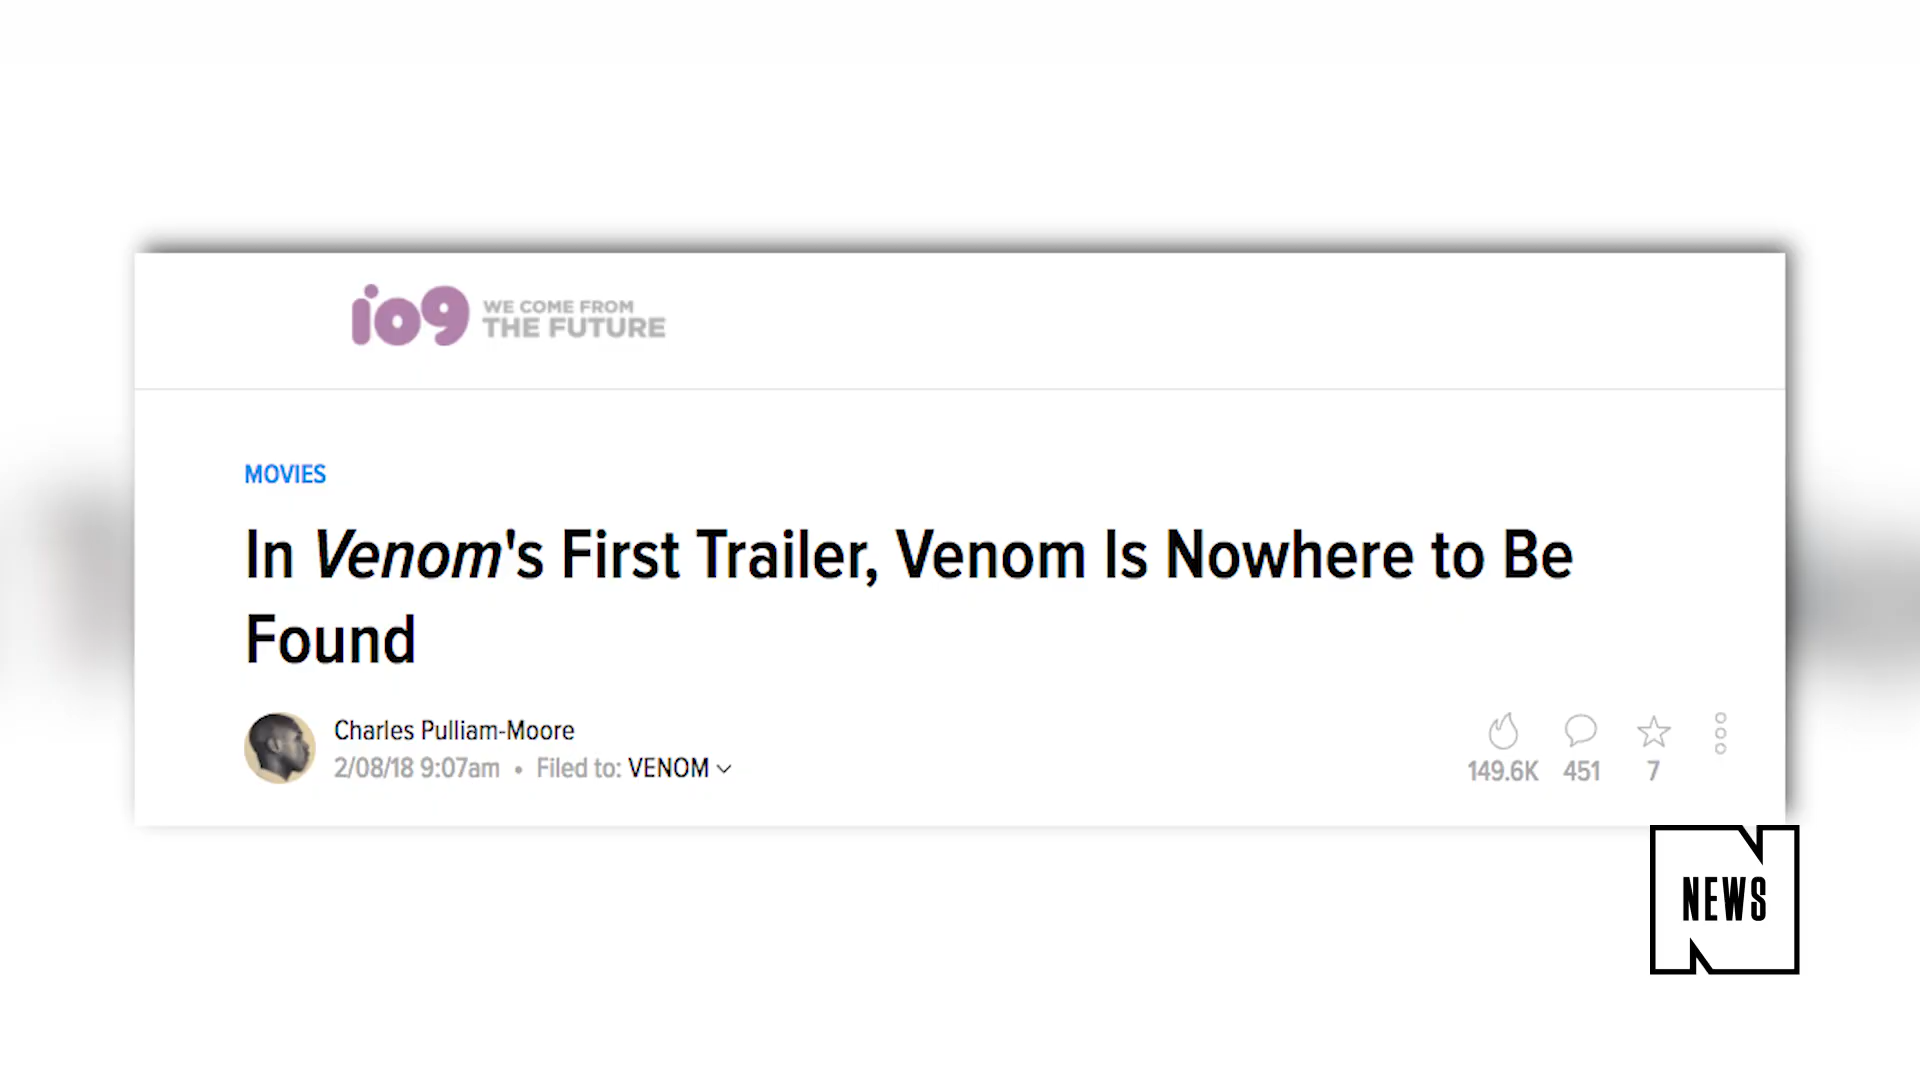 io9 WE COME FROM
THE FUTURE
MOVIES
In Venom's First Trailer, Venom Is Nowhere to Be
Found
Charles Pulliam-Moore
2/08/18 9:07am • Filed to: VENOM
149.6K 451 7
NEWS